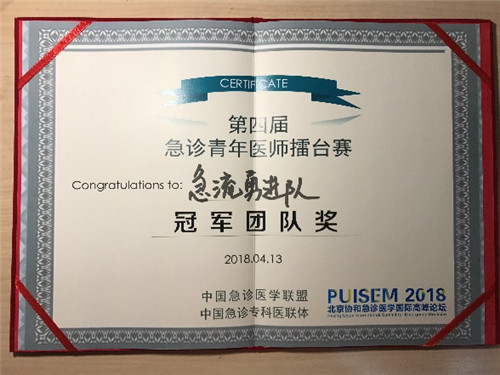 CERTIFICATE
第四届
急诊青年医师擂台赛
Congratulations to: 急流勇进队
冠军团队奖
2018.04.13
中国急诊医学联盟
中国急诊专科医联体
PUISEM 2018
北京协和急诊医学国际高峰论坛